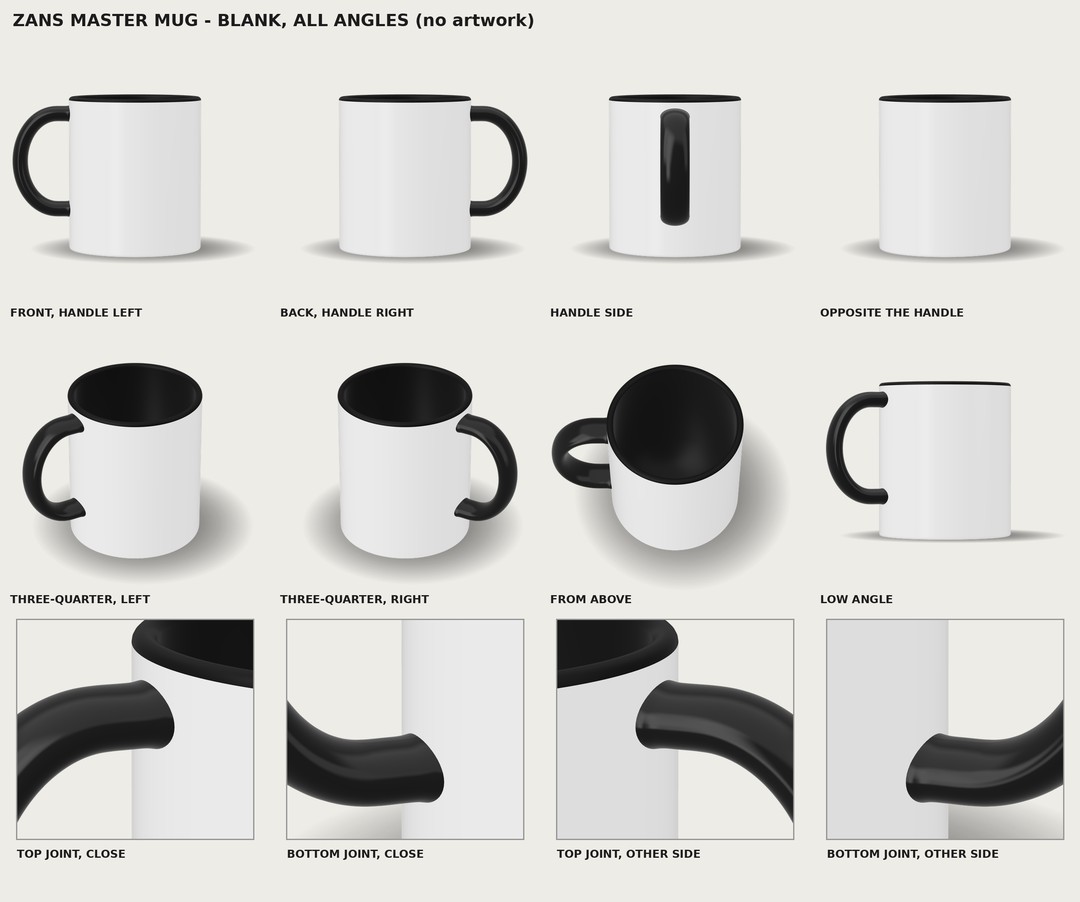 ZANS MASTER MUG - BLANK, ALL ANGLES (no artwork)
FRONT, HANDLE LEFT
BACK, HANDLE RIGHT
HANDLE SIDE
OPPOSITE THE HANDLE
THREE-QUARTER, LEFT
THREE-QUARTER, RIGHT
FROM ABOVE
LOW ANGLE
TOP JOINT, CLOSE
BOTTOM JOINT, CLOSE
TOP JOINT, OTHER SIDE
BOTTOM JOINT, OTHER SIDE